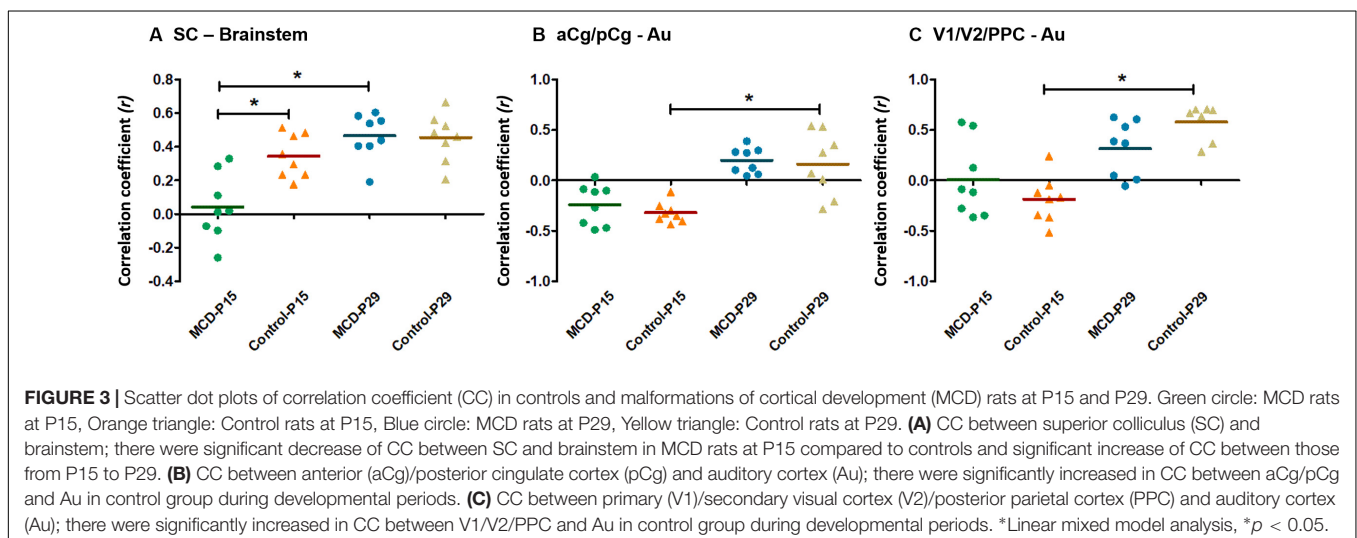 A SC – Brainstem
B aCg/pCg - Au
C V1/V2/PPC - Au
Correlation coefficient (r)
0.8
0.6
0.4
0.2
0.0
-0.2
-0.4
*
*
MCD-P15
Control-P15
MCD-P29
Control-P29
Correlation coefficient (r)
1.0
0.5
0.0
-0.5
-1.0
*
MCD-P15
Control-P15
MCD-P29
Control-P29
Correlation coefficient (r)
1.0
0.5
0.0
-0.5
-1.0
*
MCD-P15
Control-P15
MCD-P29
Control-P29
FIGURE 3 | Scatter dot plots of correlation coefficient (CC) in controls and malformations of cortical development (MCD) rats at P15 and P29. Green circle: MCD rats
at P15, Orange triangle: Control rats at P15, Blue circle: MCD rats at P29, Yellow triangle: Control rats at P29. (A) CC between superior colliculus (SC) and
brainstem; there were significant decrease of CC between SC and brainstem in MCD rats at P15 compared to controls and significant increase of CC between those
from P15 to P29. (B) CC between anterior (aCg)/posterior cingulate cortex (pCg) and auditory cortex (Au); there were significantly increased in CC between aCg/pCg
and Au in control group during developmental periods. (C) CC between primary (V1)/secondary visual cortex (V2)/posterior parietal cortex (PPC) and auditory cortex
(Au); there were significantly increased in CC between V1/V2/PPC and Au in control group during developmental periods. *Linear mixed model analysis, *p < 0.05.